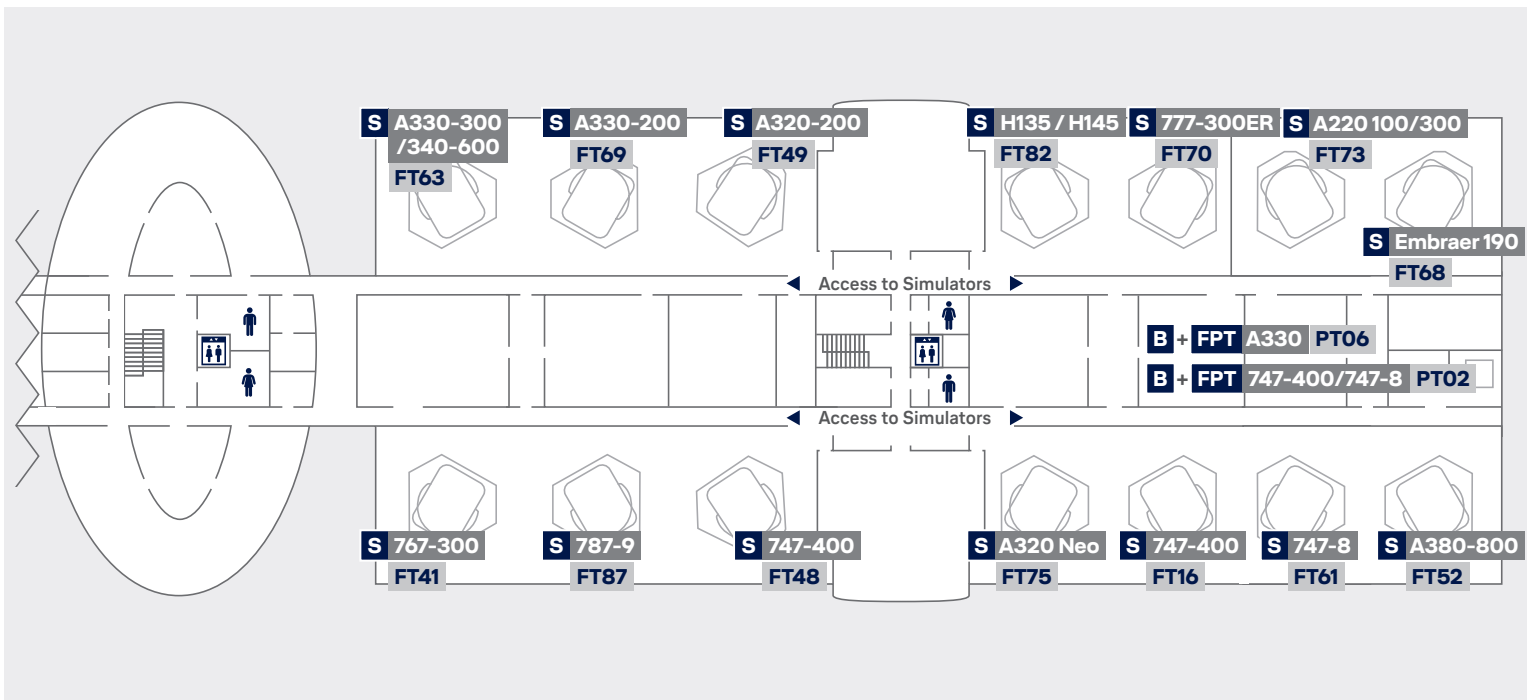 S A330-300
/340-600
FT63
S A330-200
FT69
S A320-200
FT49
S H135 / H145
FT82
S 777-300ER
FT70
S A220 100/300
FT73
S Embraer 190
FT68
Access to Simulators
B + FPT A330 PT06
B + FPT 747-400/747-8 PT02
Access to Simulators
S 767-300
FT41
S 787-9
FT87
S 747-400
FT48
S A320 Neo
FT75
S 747-400
FT16
S 747-8
FT61
S A380-800
FT52